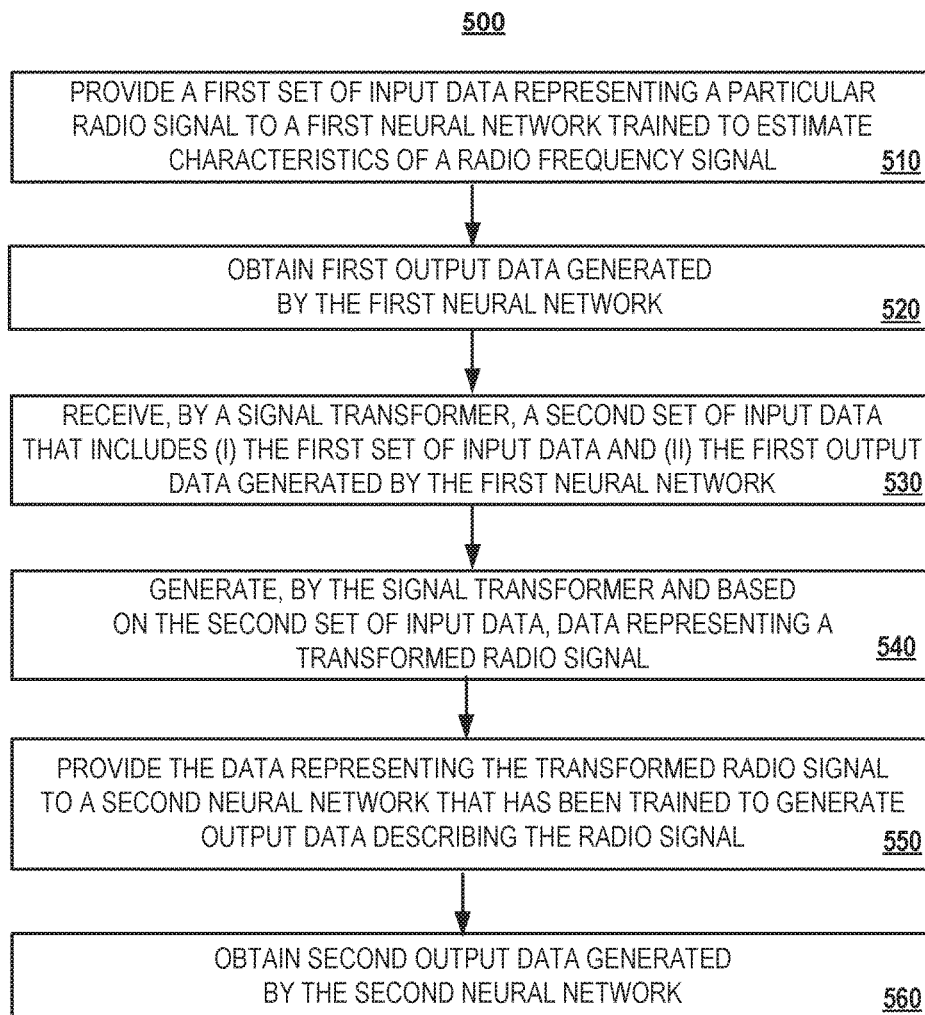 500
PROVIDE A FIRST SET OF INPUT DATA REPRESENTING A PARTICULAR
RADIO SIGNAL TO A FIRST NEURAL NETWORK TRAINED TO ESTIMATE
CHARACTERISTICS OF A RADIO FREQUENCY SIGNAL
510
OBTAIN FIRST OUTPUT DATA GENERATED
BY THE FIRST NEURAL NETWORK
520
RECEIVE, BY A SIGNAL TRANSFORMER, A SECOND SET OF INPUT DATA
THAT INCLUDES (I) THE FIRST SET OF INPUT DATA AND (II) THE FIRST OUTPUT
DATA GENERATED BY THE FIRST NEURAL NETWORK
530
GENERATE, BY THE SIGNAL TRANSFORMER AND BASED
ON THE SECOND SET OF INPUT DATA, DATA REPRESENTING A
TRANSFORMED RADIO SIGNAL
540
PROVIDE THE DATA REPRESENTING THE TRANSFORMED RADIO SIGNAL
TO A SECOND NEURAL NETWORK THAT HAS BEEN TRAINED TO GENERATE
OUTPUT DATA DESCRIBING THE RADIO SIGNAL
550
OBTAIN SECOND OUTPUT DATA GENERATED
BY THE SECOND NEURAL NETWORK
560